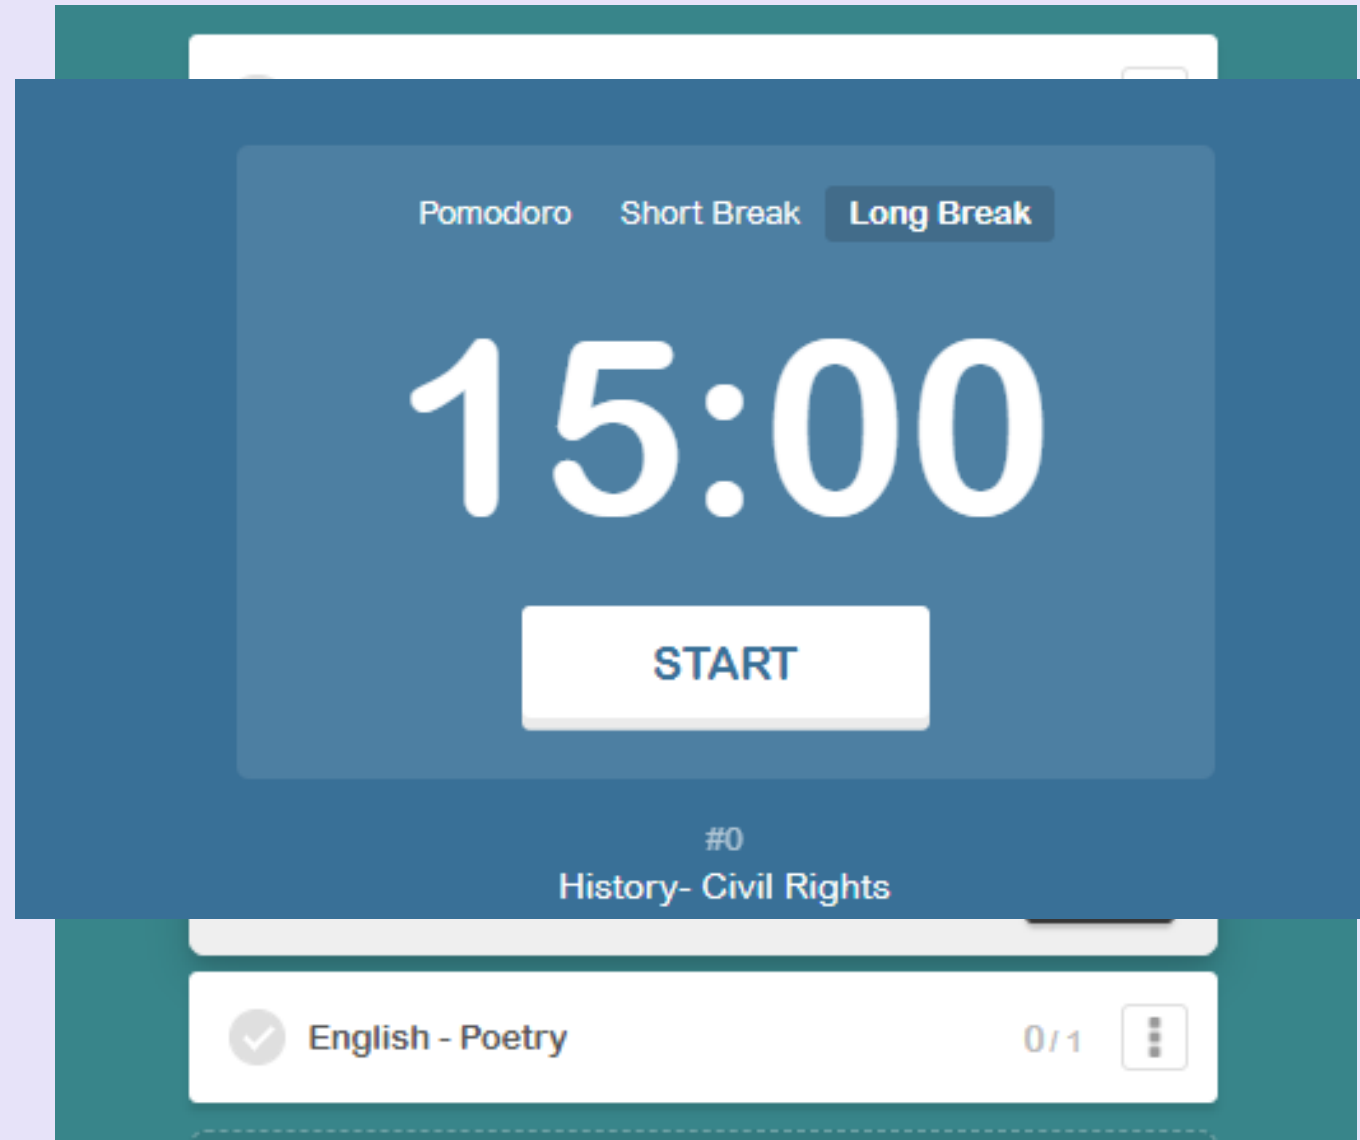 Pomodoro Short Break Long Break
15:00
START
#0
History- Civil Rights
English - Poetry 0/ 1